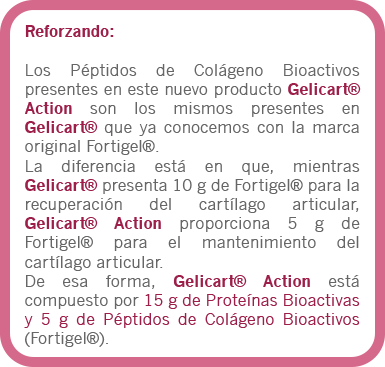 Reforzando:
Los Péptidos de Colágeno Bioactivos
presentes en este nuevo producto Gelicart®
Action son los mismos presentes en
Gelicart® que ya conocemos con la marca
original Fortigel®.
La diferencia está en que, mientras
Gelicart® presenta 10 g de Fortigel® para la
recuperación del cartílago articular,
Gelicart® Action proporciona 5 g de
Fortigel® para el mantenimiento del
cartílago articular.
De esa forma, Gelicart® Action está
compuesto por 15 g de Proteínas Bioactivas
y 5 g de Péptidos de Colágeno Bioactivos
(Fortigel®).